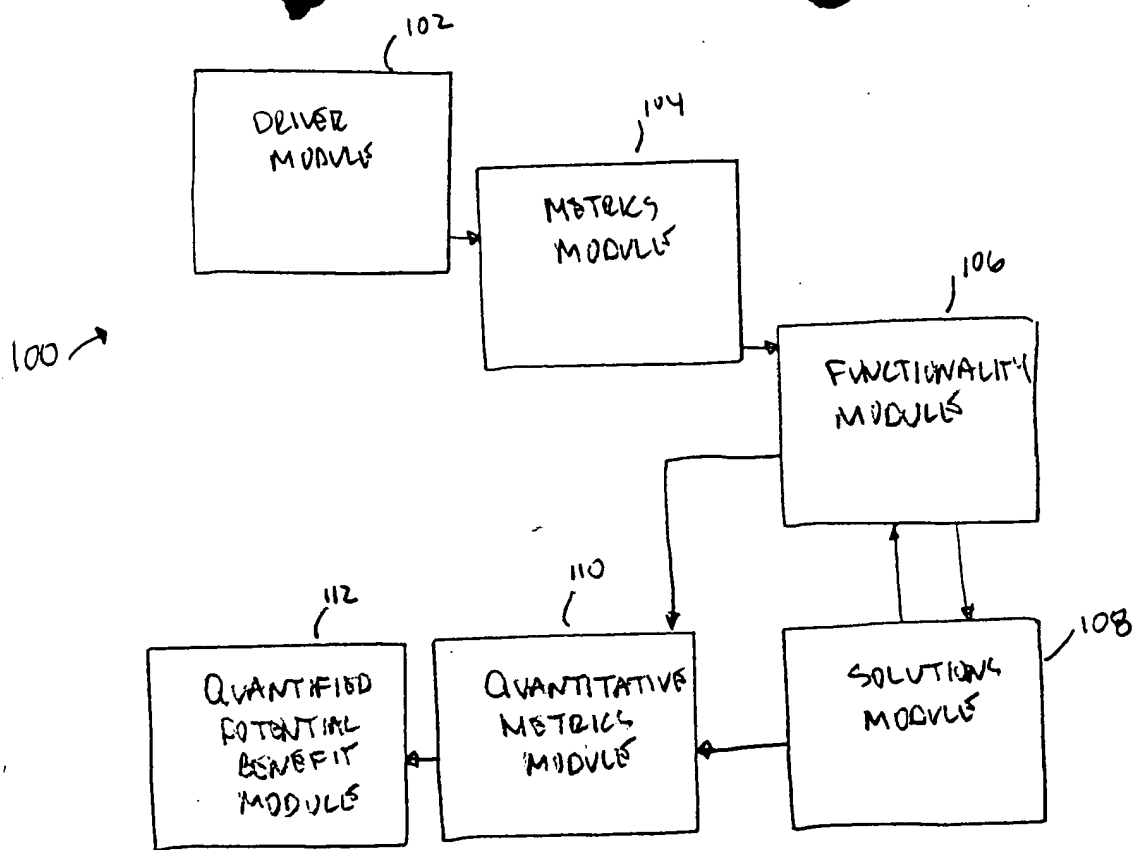 102
DRIVER
MODULE
104
METRICS
MODULE
106
FUNCTIONALITY
MODULE
100
112
QUANTIFIED
POTENTIAL
BENEFIT
MODULE
110
QUANTITATIVE
METRICS
MODULE
108
SOLUTIONS
MODULE